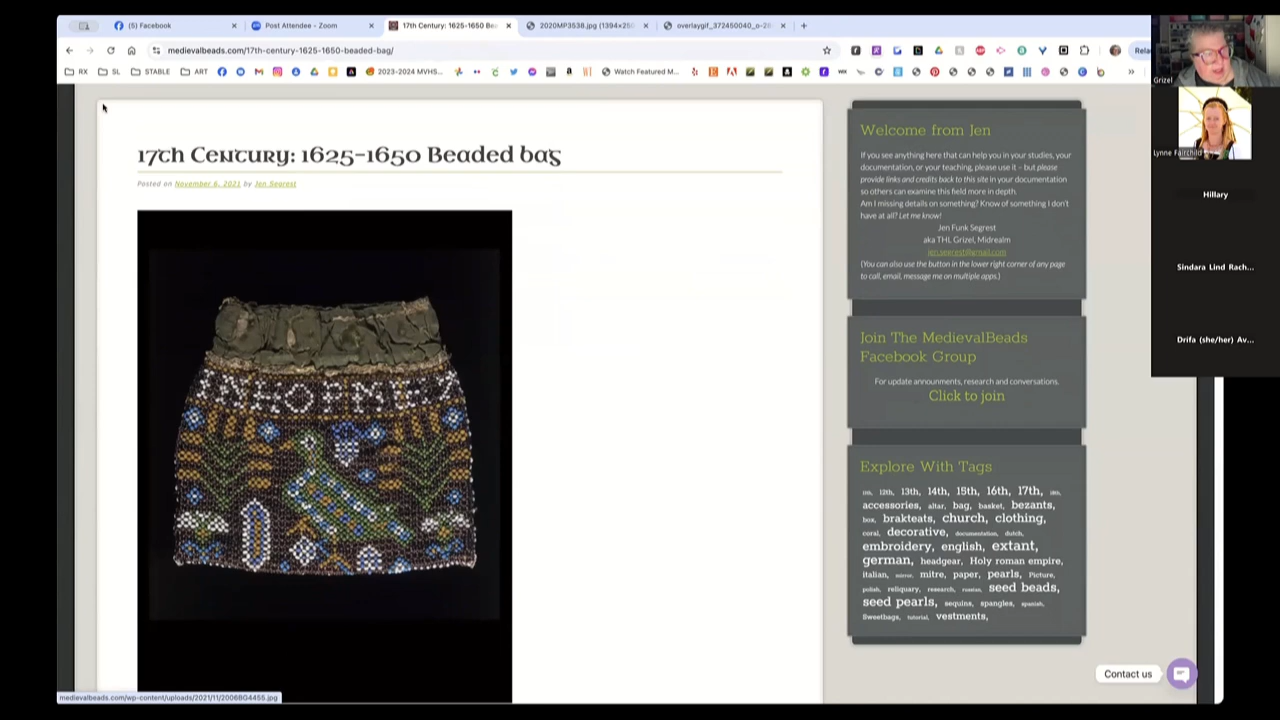 (5) Facebook
Post Attendee - Zoom
17th Century: 1625-1650 Be
2020MP3538.jpg (1394×25
overlaygif_372450040_o-2
medievalbeads.com/17th-century-1625-1650-beaded-bag/
Rela
RX
SL
STABLE
ART
2023-2024 MVHS...
Watch Featured M...
Grizel
Lynne Fairchild
Hillary
Sindara Lind Rach...
Drifa (she/her) Av...
17th Century: 1625-1650 Beaded bag
Posted on November 6, 2021 by Jen Segrest
Welcome from Jen
If you see anything here that can help you in your studies, your
documentation, or your teaching, please use it – but please
provide links and credits back to this site in your documentation
so others can examine this field more in depth.
Am I missing details on something? Know of something I don't
have at all? Let me know!
Jen Funk Segrest
aka THL Grizel, Midrealm
jen.segrest@gmail.com
(You can also use the button in the lower right corner of any page
to call, email, message me on multiple apps.)
Join The MedievalBeads
Facebook Group
For update announments, research and conversations.
Click to join
Explore With Tags
11th, 12th, 13th, 14th, 15th, 16th, 17th, 18th,
accessories, altar, bag, basket, bezants,
box, brakteats, church, clothing,
coral, decorative, documentation, dutch,
embroidery, english, extant,
german, headgear, Holy roman empire,
italian, mirror, mitre, paper, pearls, Picture,
polish, reliquary, research, russian, seed beads,
seed pearls, sequins, spangles, spanish,
Sweetbags, tutorial, vestments,
Contact us
medievalbeads.com/wp-content/uploads/2021/11/2006BG4455.jpg